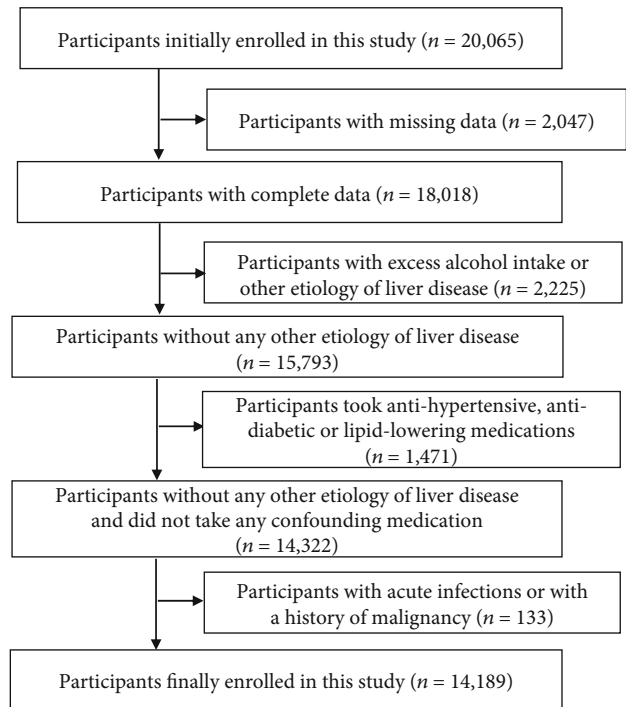 Participants initially enrolled in this study (n = 20,065)
Participants with missing data (n = 2,047)
Participants with complete data (n = 18,018)
Participants with excess alcohol intake or
other etiology of liver disease (n = 2,225)
Participants without any other etiology of liver disease
(n = 15,793)
Participants took anti-hypertensive, anti-
diabetic or lipid-lowering medications
(n = 1,471)
Participants without any other etiology of liver disease
and did not take any confounding medication
(n = 14,322)
Participants with acute infections or with
a history of malignancy (n = 133)
Participants finally enrolled in this study (n = 14,189)